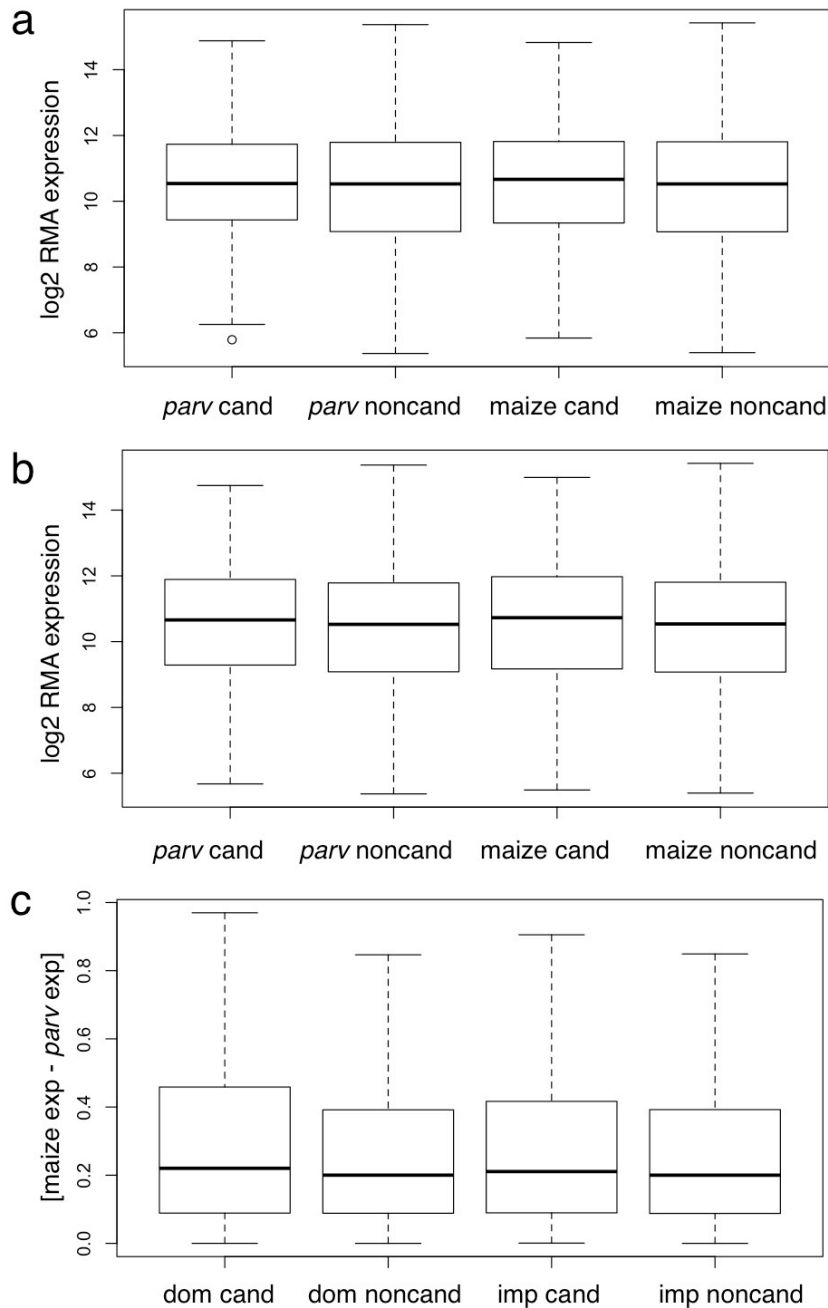 a
log2 RMA expression
14
12
10
8
6
parv cand parv noncand maize cand maize noncand
b
log2 RMA expression
14
12
10
8
6
parv cand parv noncand maize cand maize noncand
c
[maize exp - parv exp]
1.0
0.8
0.6
0.4
0.2
0.0
dom cand dom noncand imp cand imp noncand